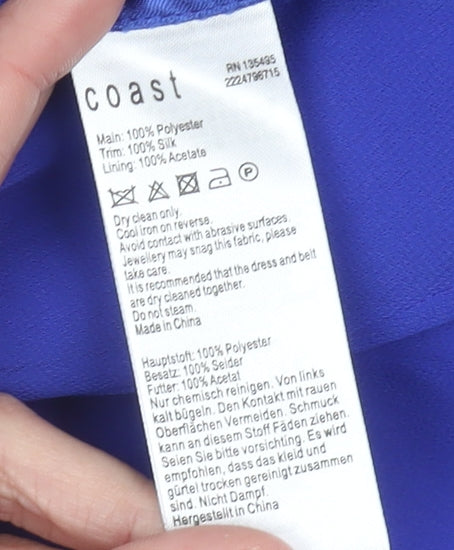 coast
RN 135495
2224796715
Main: 100% Polyester
Trim: 100% Silk
Lining: 100% Acetate
P
Dry clean only.
Cool iron on reverse.
Avoid contact with abrasive surfaces.
Jewellery may snag this fabric, please
take care.
It is recommended that the dress and belt
are dry cleaned together.
Do not steam.
Made in China
Hauptstoff: 100% Polyester
Besatz: 100% Seider
Futter: 100% Acetat
Nur chemisch reinigen. Von links
kalt bügeln. Den Kontakt mit rauen
Oberflächen Vermeiden. Schmuck
kann an diesem Stoff Fäden ziehen.
Seien Sie bitte vorsichting. Es wird
empfohlen, dass das kleid und
gürtel trocken gereinigt zusammen
sind. Nicht Dampf.
Hergestellt in China